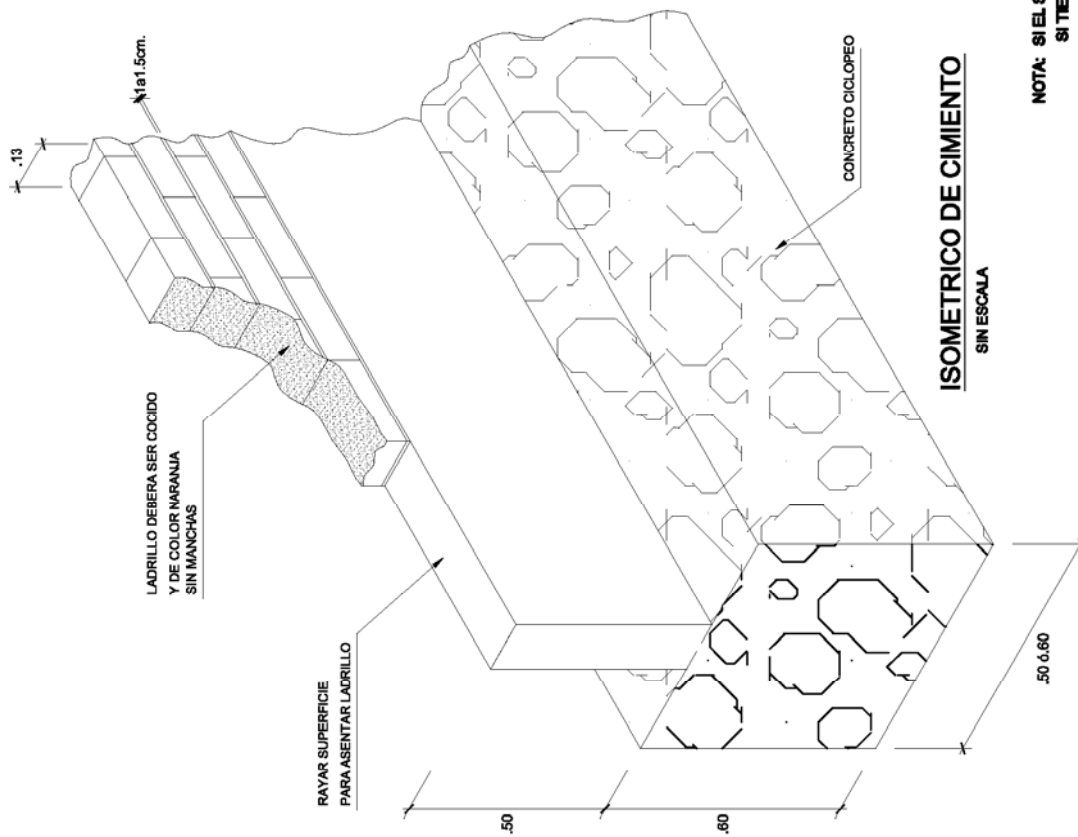 .13
1a1.5cm.
LADRILLO DEBERA SER COCIDO
Y DE COLOR NARANJA
SIN MANCHAS
RAYAR SUPERFICIE
PARA ASENTAR LADRILLO
.50
.60
.50 ó.60
CONCRETO CICLOPEO
ISOMETRICO DE CIMIENTO
SIN ESCALA
NOTA: SI EL
SI